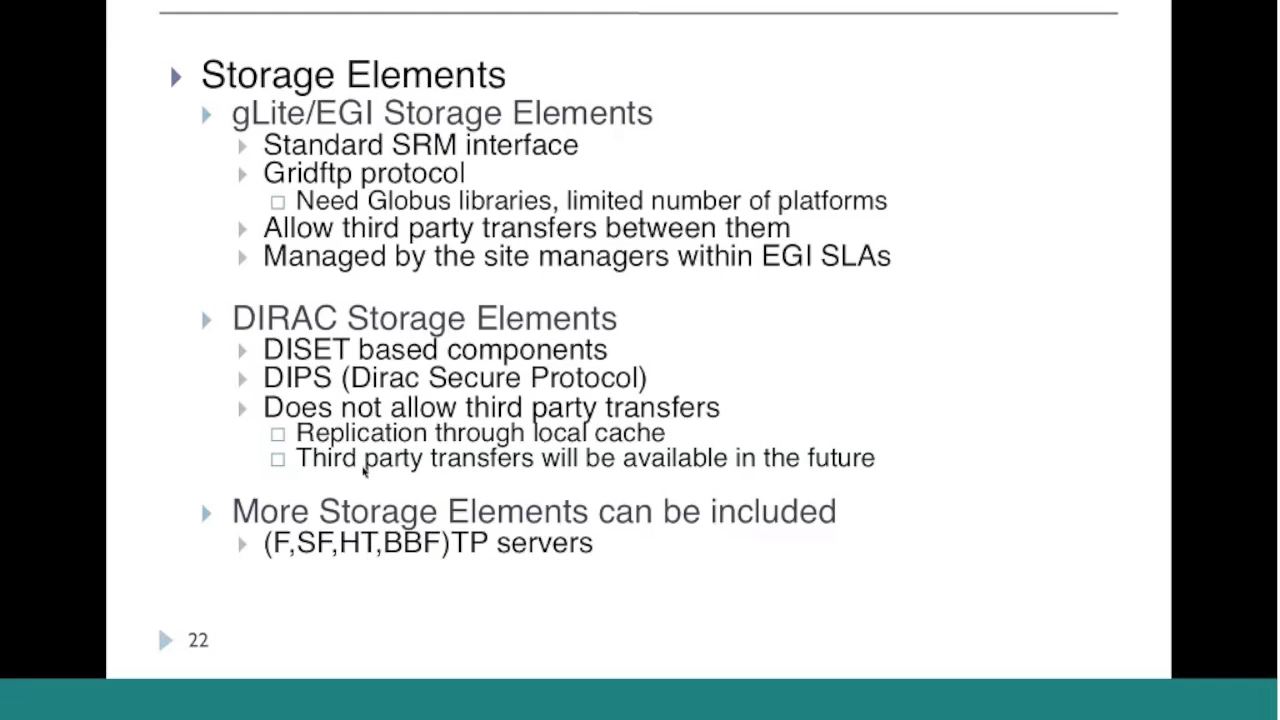 Storage Elements
gLite/EGI Storage Elements
Standard SRM interface
Gridftp protocol
Need Globus libraries, limited number of platforms
Allow third party transfers between them
Managed by the site managers within EGI SLAs
DIRAC Storage Elements
DISET based components
DIPS (Dirac Secure Protocol)
Does not allow third party transfers
Replication through local cache
Third party transfers will be available in the future
More Storage Elements can be included
(F,SF,HT,BBF)TP servers
22